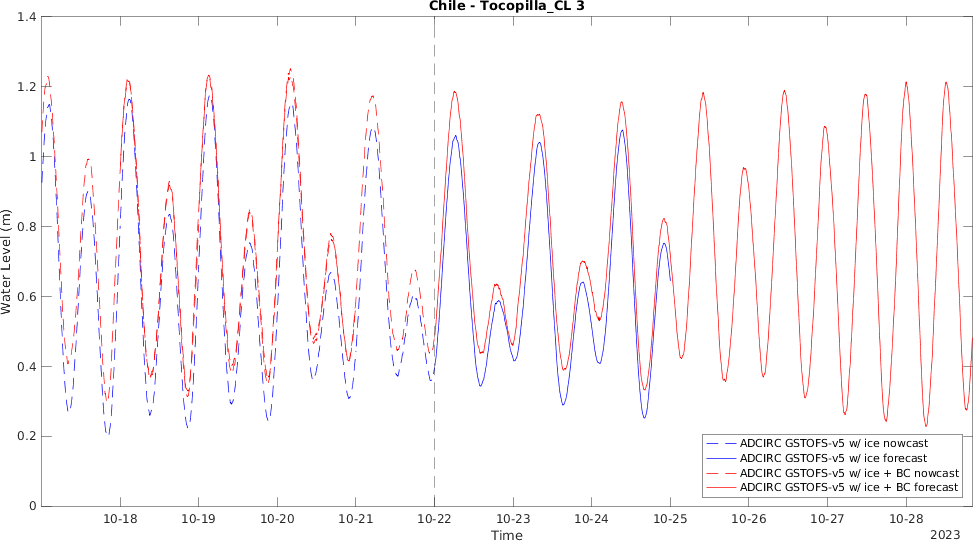 Chile - Tocopilla_CL 3
1.4
1.2
1
0.8
0.6
0.4
0.2
0
Water Level (m)
10-18 10-19 10-20 10-21 10-22 10-23 10-24 10-25 10-26 10-27 10-28
Time
2023
ADCIRC GSTOFS-v5 w/ ice nowcast
ADCIRC GSTOFS-v5 w/ ice forecast
ADCIRC GSTOFS-v5 w/ ice + BC nowcast
ADCIRC GSTOFS-v5 w/ ice + BC forecast